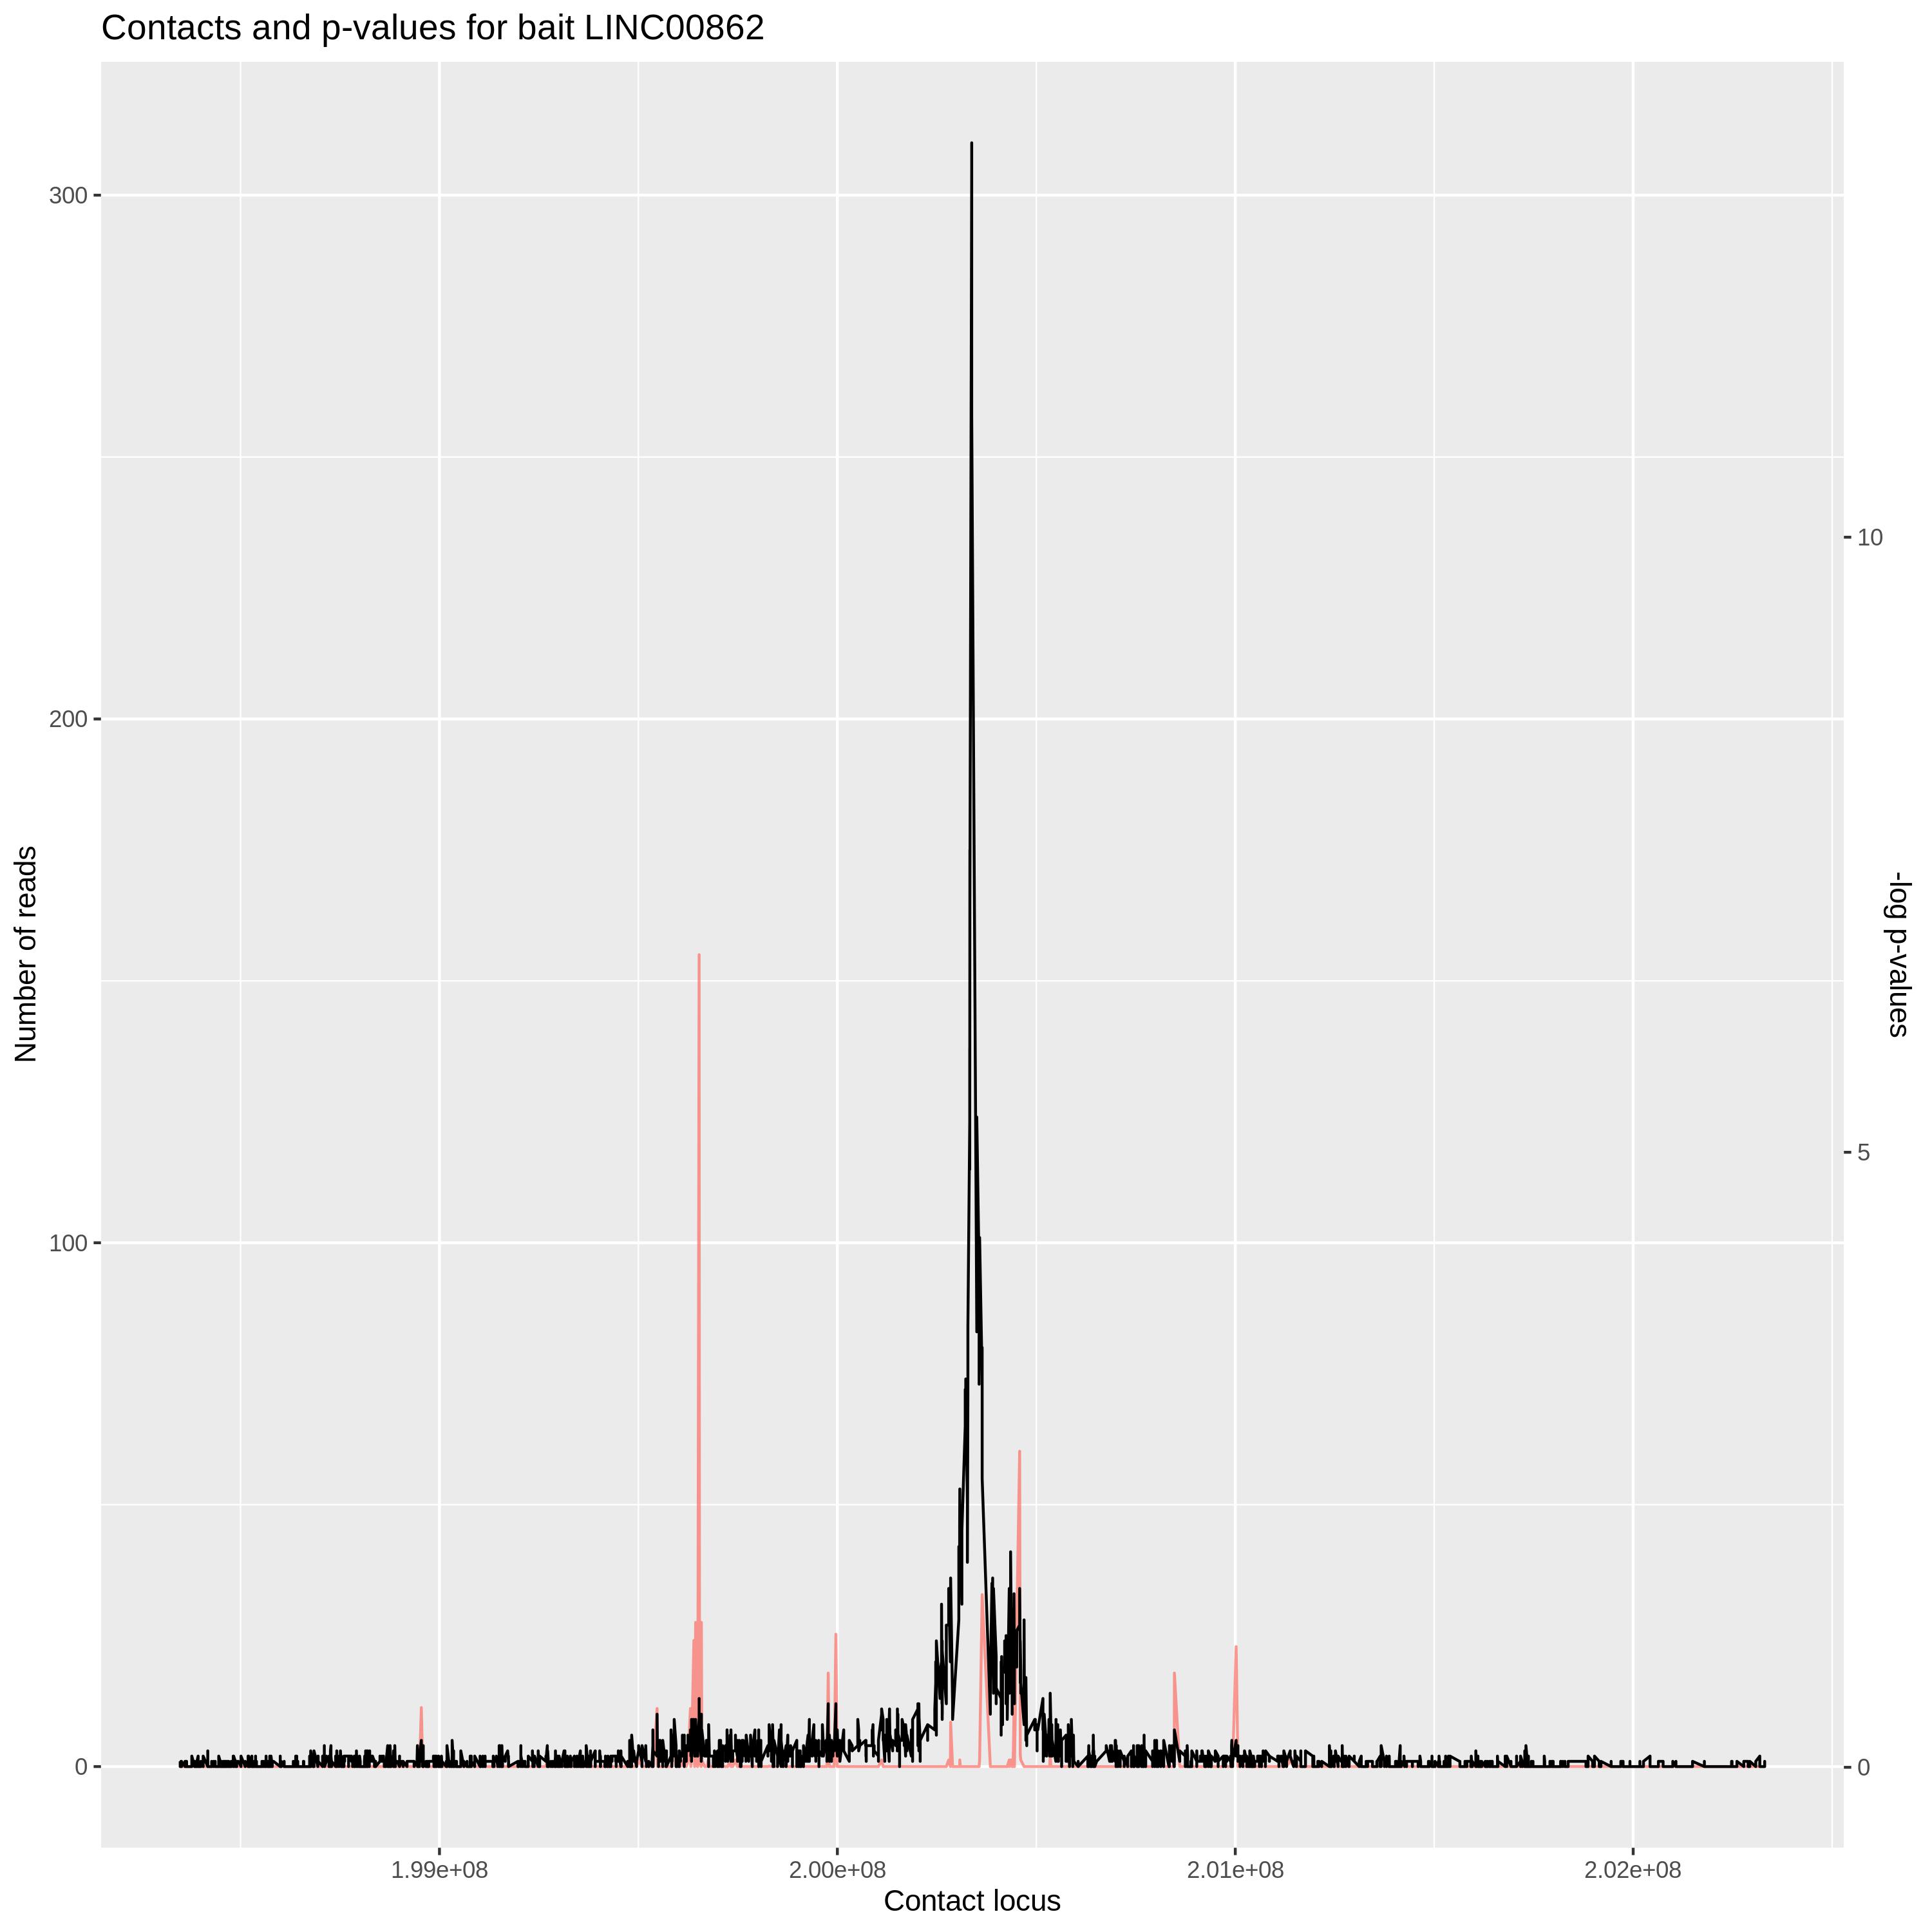 Contacts and p-values for bait LINC00862
Number of reads
300
200
100
0
10
5
0
-log p-values
1.99e+08
2.00e+08
2.01e+08
2.02e+08
Contact locus